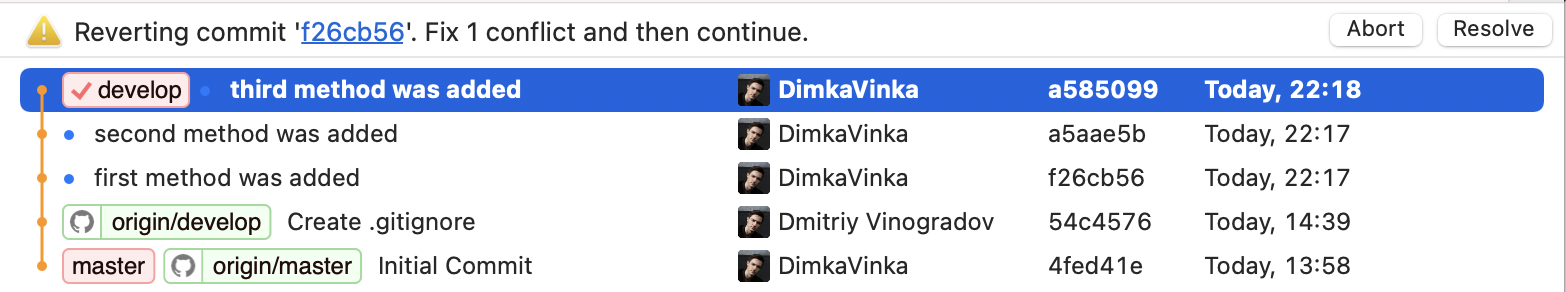 Reverting commit 'f26cb56'. Fix 1 conflict and then continue. Abort Resolve
develop third method was added DimkaVinka a585099 Today, 22:18
second method was added DimkaVinka a5aae5b Today, 22:17
first method was added DimkaVinka f26cb56 Today, 22:17
origin/develop Create .gitignore Dmitriy Vinogradov 54c4576 Today, 14:39
master origin/master Initial Commit DimkaVinka 4fed41e Today, 13:58